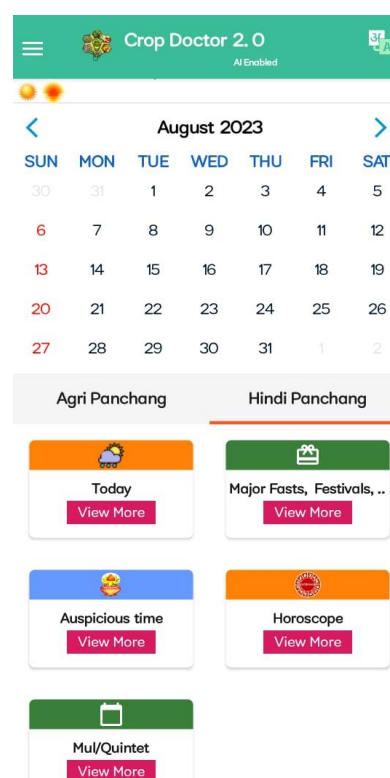 Crop Doctor 2.0
AI Enabled
August 2023
SUN MON TUE WED THU FRI SAT
30 31 1 2 3 4 5
6 7 8 9 10 11 12
13 14 15 16 17 18 19
20 21 22 23 24 25 26
27 28 29 30 31 1 2
Agri Panchang Hindi Panchang
Today
View More
Major Fasts, Festivals, ..
View More
Auspicious time
View More
Horoscope
View More
Mul/Quintet
View More